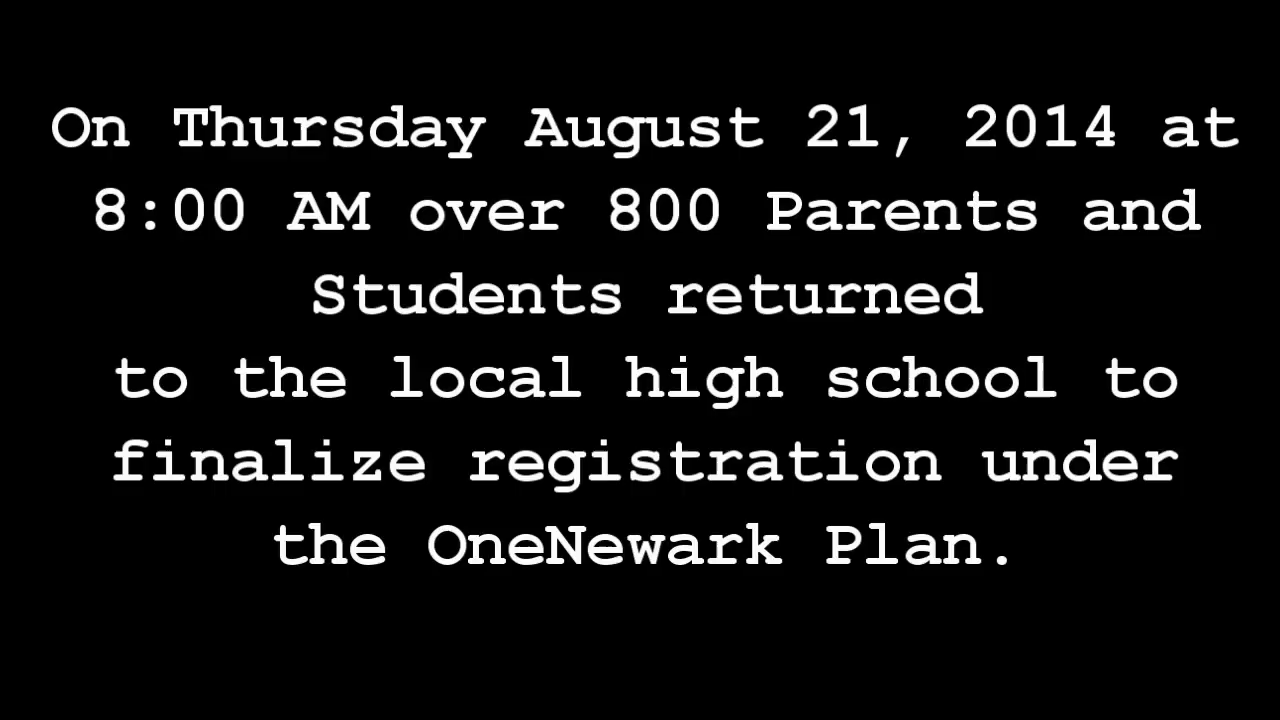 On Thursday August 21, 2014 at
8:00 AM over 800 Parents and
Students returned
to the local high school to
finalize registration under
the OneNewark Plan.